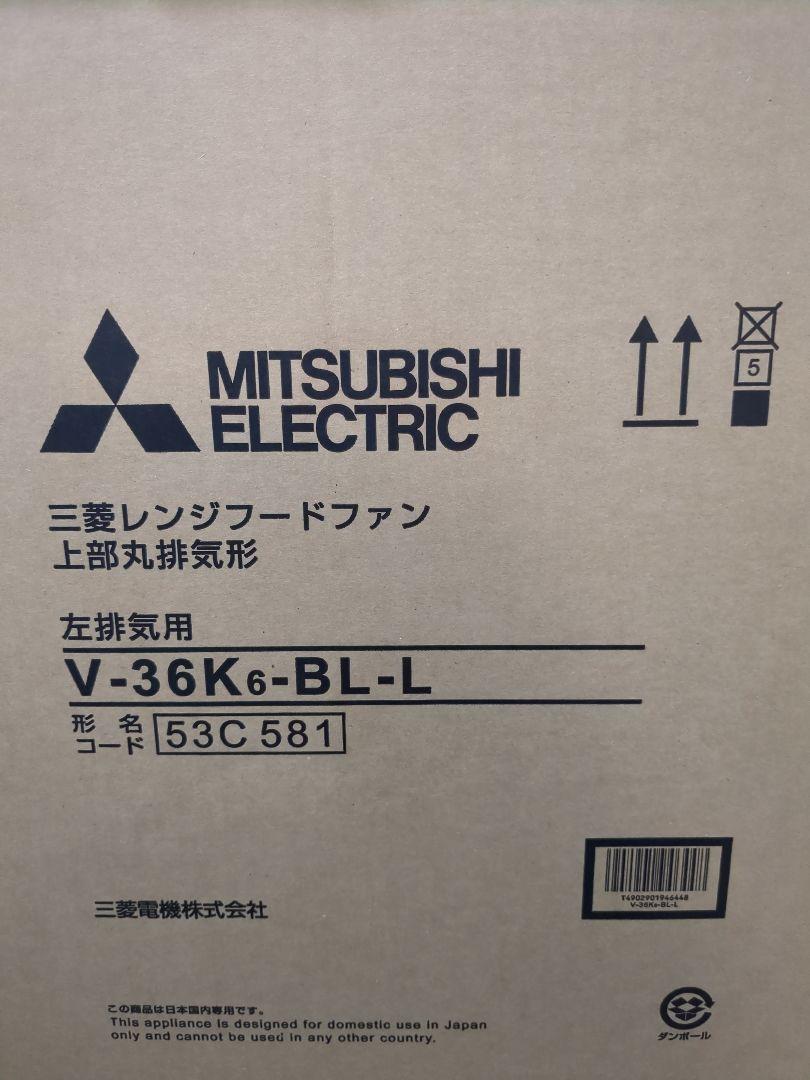 MITSUBISHI
ELECTRIC
5
三菱レンジフードファン
上部丸排気形
左排気用
V-36K6-BL-L
形名
コード
53C 581
T4902901946448
V-36K6-BL-L
三菱電機株式会社
この商品は日本国内専用です。
This appliance is designed for domestic use in Japan
only and cannot be used in any other country.
ダンボール